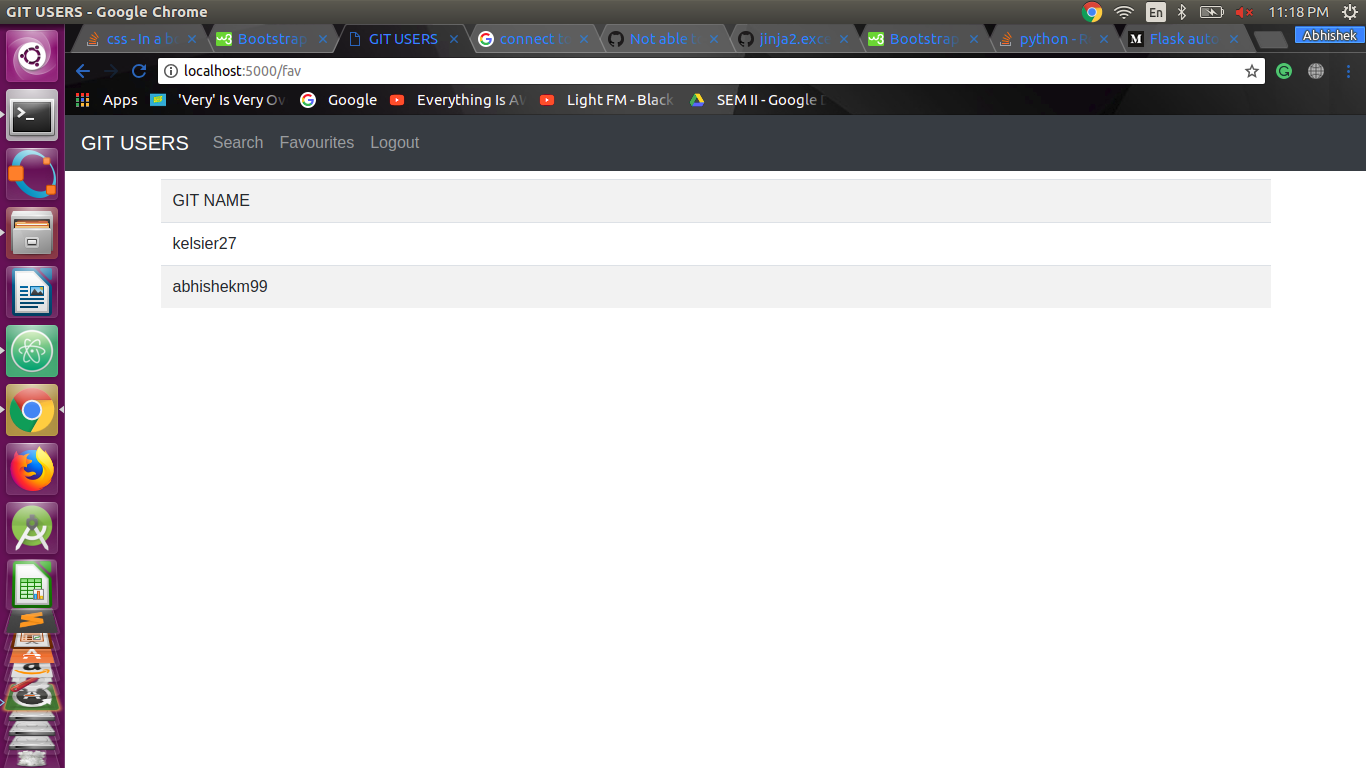 GIT USERS - Google Chrome
En
11:18 PM
css - In a b
Bootstrap
GIT USERS
connect t
Not able t
jinja2.exce
Bootstrap
python - R
M Flask auto
Abhishek
localhost:5000/fav
Apps
'Very' Is Very Ov
Google
Everything Is AW
Light FM - Black
SEM II - Google D
GIT USERS
Search
Favourites
Logout
GIT NAME
kelsier27
abhishekm99